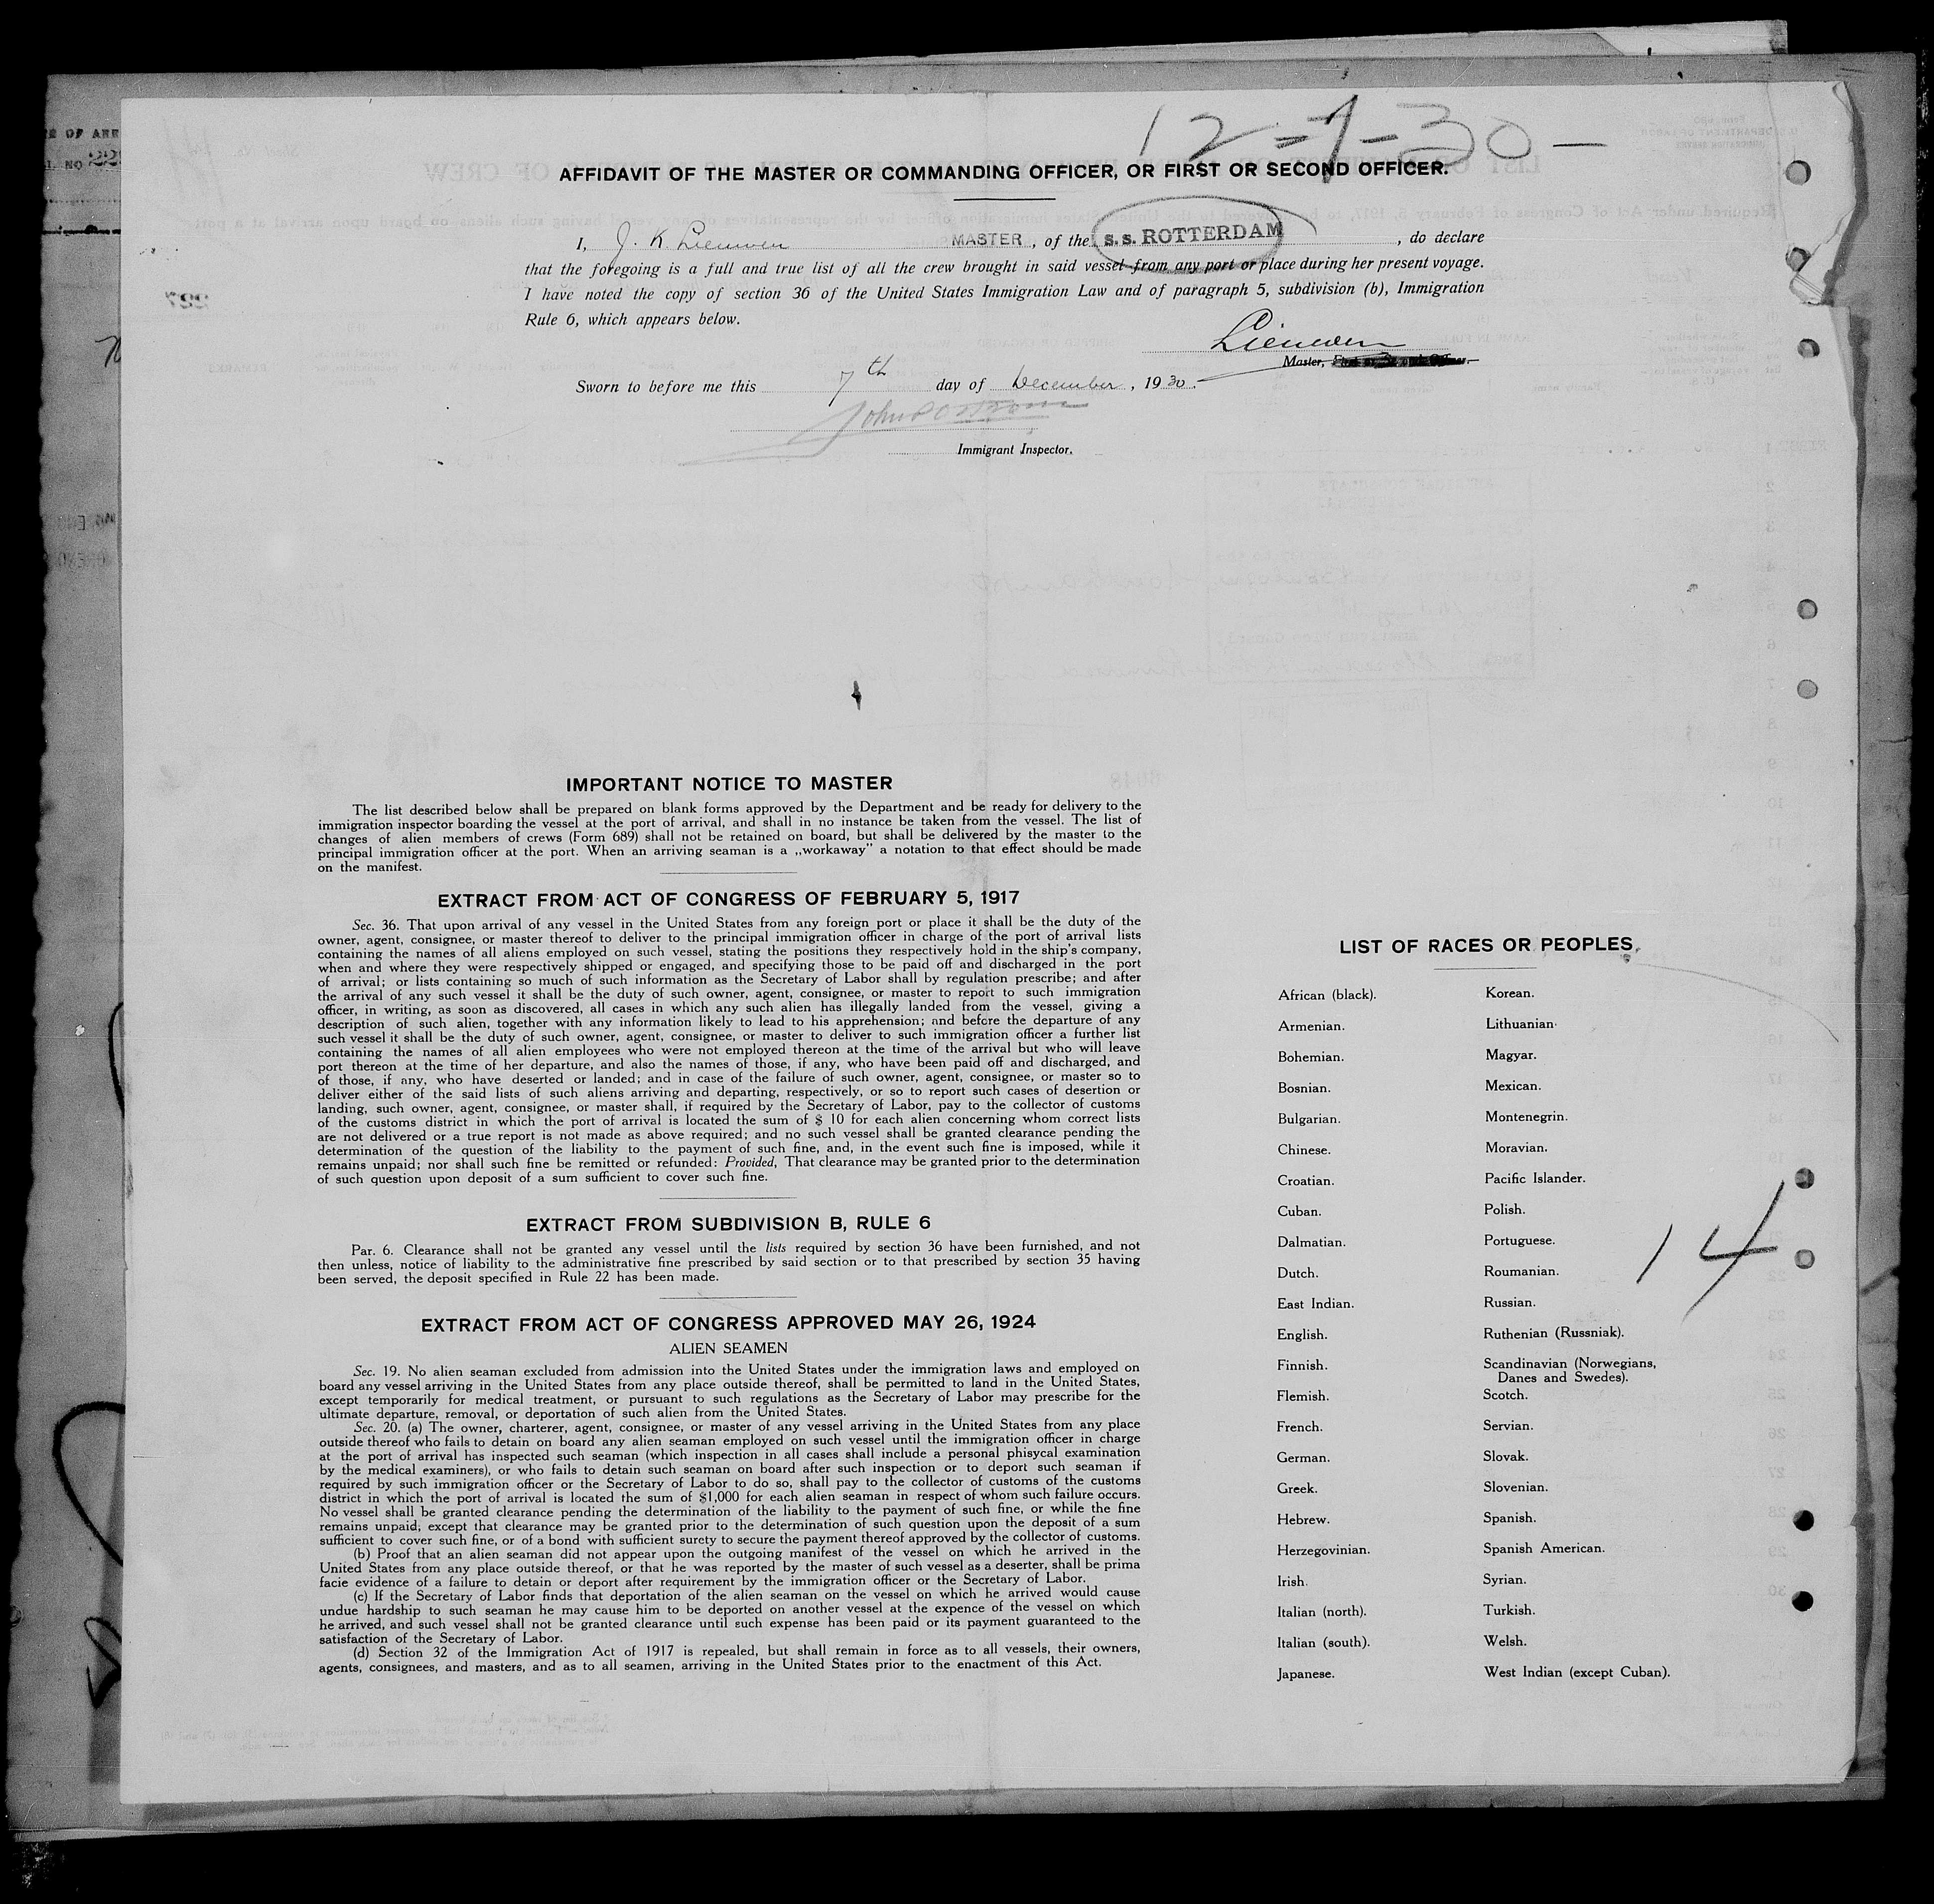 12-7-30-
AFFIDAVIT OF THE MASTER OR COMMANDING OFFICER, OR FIRST OR SECOND OFFICER.
I, J. K. Lieuwen MASTER, of the S.S. ROTTERDAM, do declare
that the foregoing is a full and true list of all the crew brought in said vessel from any port or place during her present voyage.
I have noted the copy of section 36 of the United States Immigration Law and of paragraph 5, subdivision (b), Immigration
Rule 6, which appears below.
Lieuwen
Master,
Sworn to before me this 7th day of December, 1930.
Immigrant Inspector.
IMPORTANT NOTICE TO MASTER
The list described below shall be prepared on blank forms approved by the Department and be ready for delivery to the
immigration inspector boarding the vessel at the port of arrival, and shall in no instance be taken from the vessel. The list of
changes of alien members of crews (Form 689) shall not be retained on board, but shall be delivered by the master to the
principal immigration officer at the port. When an arriving seaman is a „workaway” a notation to that effect should be made
on the manifest.
EXTRACT FROM ACT OF CONGRESS OF FEBRUARY 5, 1917
Sec. 36. That upon arrival of any vessel in the United States from any foreign port or place it shall be the duty of the
owner, agent, consignee, or master thereof to deliver to the principal immigration officer in charge of the port of arrival lists
containing the names of all aliens employed on such vessel, stating the positions they respectively hold in the ship's company,
when and where they were respectively shipped or engaged, and specifying those to be paid off and discharged in the port
of arrival; or lists containing so much of such information as the Secretary of Labor shall by regulation prescribe; and after
the arrival of any such vessel it shall be the duty of such owner, agent, consignee, or master to report to such immigration
officer, in writing, as soon as discovered, all cases in which any such alien has illegally landed from the vessel, giving a
description of such alien, together with any information likely to lead to his apprehension; and before the departure of any
such vessel it shall be the duty of such owner, agent, consignee, or master to deliver to such immigration officer a further list
containing the names of all alien employees who were not employed thereon at the time of the arrival but who will leave
port thereon at the time of her departure, and also the names of those, if any, who have been paid off and discharged, and
of those, if any, who have deserted or landed; and in case of the failure of such owner, agent, consignee, or master so to
deliver either of the said lists of such aliens arriving and departing, respectively, or so to report such cases of desertion or
landing, such owner, agent, consignee, or master shall, if required by the Secretary of Labor, pay to the collector of customs
of the customs district in which the port of arrival is located the sum of $ 10 for each alien concerning whom correct lists
are not delivered or a true report is not made as above required; and no such vessel shall be granted clearance pending the
determination of the question of the liability to the payment of such fine, and, in the event such fine is imposed, while it
remains unpaid; nor shall such fine be remitted or refunded: Provided, That clearance may be granted prior to the determination
of such question upon deposit of a sum sufficient to cover such fine.
EXTRACT FROM SUBDIVISION B, RULE 6
Par. 6. Clearance shall not be granted any vessel until the lists required by section 36 have been furnished, and not
then unless, notice of liability to the administrative fine prescribed by said section or to that prescribed by section 35 having
been served, the deposit specified in Rule 22 has been made.
EXTRACT FROM ACT OF CONGRESS APPROVED MAY 26, 1924
ALIEN SEAMEN
Sec. 19. No alien seaman excluded from admission into the United States under the immigration laws and employed on
board any vessel arriving in the United States from any place outside thereof, shall be permitted to land in the United States,
except temporarily for medical treatment, or pursuant to such regulations as the Secretary of Labor may prescribe for the
ultimate departure, removal, or deportation of such alien from the United States.
Sec. 20. (a) The owner, charterer, agent, consignee, or master of any vessel arriving in the United States from any place
outside thereof who fails to detain on board any alien seaman employed on such vessel until the immigration officer in charge
at the port of arrival has inspected such seaman (which inspection in all cases shall include a personal phisycal examination
by the medical examiners), or who fails to detain such seaman on board after such inspection or to deport such seaman if
required by such immigration officer or the Secretary of Labor to do so, shall pay to the collector of customs of the customs
district in which the port of arrival is located the sum of $1,000 for each alien seaman in respect of whom such failure occurs.
No vessel shall be granted clearance pending the determination of the liability to the payment of such fine, or while the fine
remains unpaid; except that clearance may be granted prior to the determination of such question upon the deposit of a sum
sufficient to cover such fine, or of a bond with sufficient surety to secure the payment thereof approved by the collector of customs.
(b) Proof that an alien seaman did not appear upon the outgoing manifest of the vessel on which he arrived in the
United States from any place outside thereof, or that he was reported by the master of such vessel as a deserter, shall be prima
facie evidence of a failure to detain or deport after requirement by the immigration officer or the Secretary of Labor.
(c) If the Secretary of Labor finds that deportation of the alien seaman on the vessel on which he arrived would cause
undue hardship to such seaman he may cause him to be deported on another vessel at the expence of the vessel on which
he arrived, and such vessel shall not be granted clearance until such expense has been paid or its payment guaranteed to the
satisfaction of the Secretary of Labor.
(d) Section 32 of the Immigration Act of 1917 is repealed, but shall remain in force as to all vessels, their owners,
agents, consignees, and masters, and as to all seamen, arriving in the United States prior to the enactment of this Act.
LIST OF RACES OR PEOPLES.
African (black).
Armenian.
Bohemian.
Bosnian.
Bulgarian.
Chinese.
Croatian.
Cuban.
Dalmatian.
Dutch.
East Indian.
English.
Finnish.
Flemish.
French.
German.
Greek.
Hebrew.
Herzegovinian.
Irish.
Italian (north).
Italian (south).
Japanese.
Korean.
Lithuanian.
Magyar.
Mexican.
Montenegrin.
Moravian.
Pacific Islander.
Polish.
Portuguese.
Roumanian.
Russian.
Ruthenian (Russniak).
Scandinavian (Norwegians,
Danes and Swedes).
Scotch.
Servian.
Slovak.
Slovenian.
Spanish.
Spanish American.
Syrian.
Turkish.
Welsh.
West Indian (except Cuban).
14